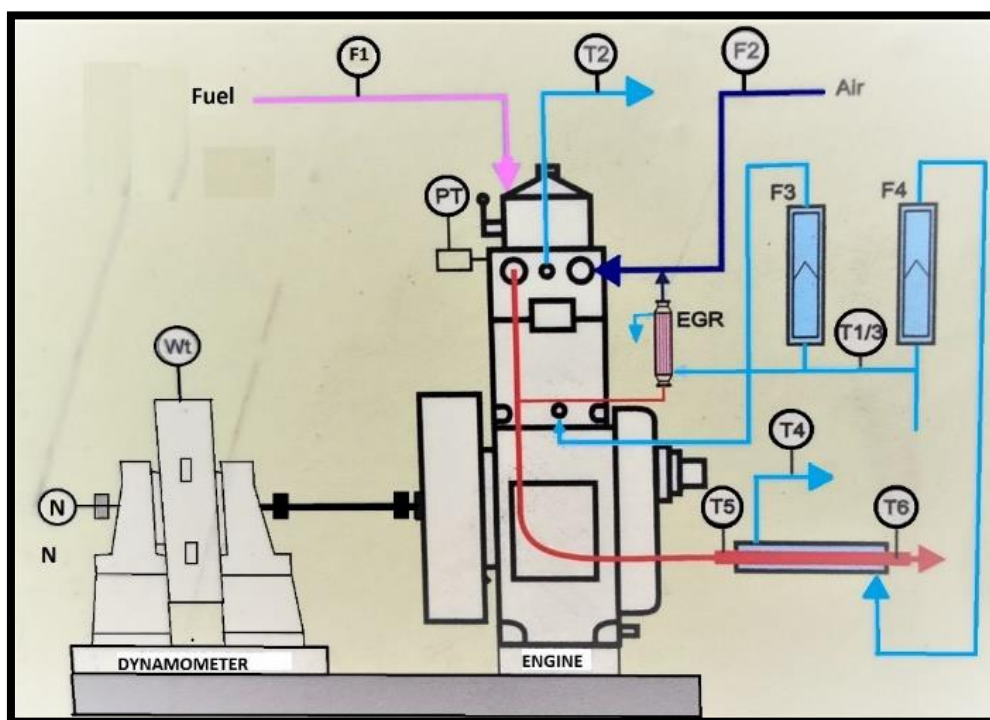 F1
T2
F2
Fuel
Air
PT
F3
F4
EGR
T1/3
Wt
T4
N
T5
T6
N
DYNAMOMETER
ENGINE